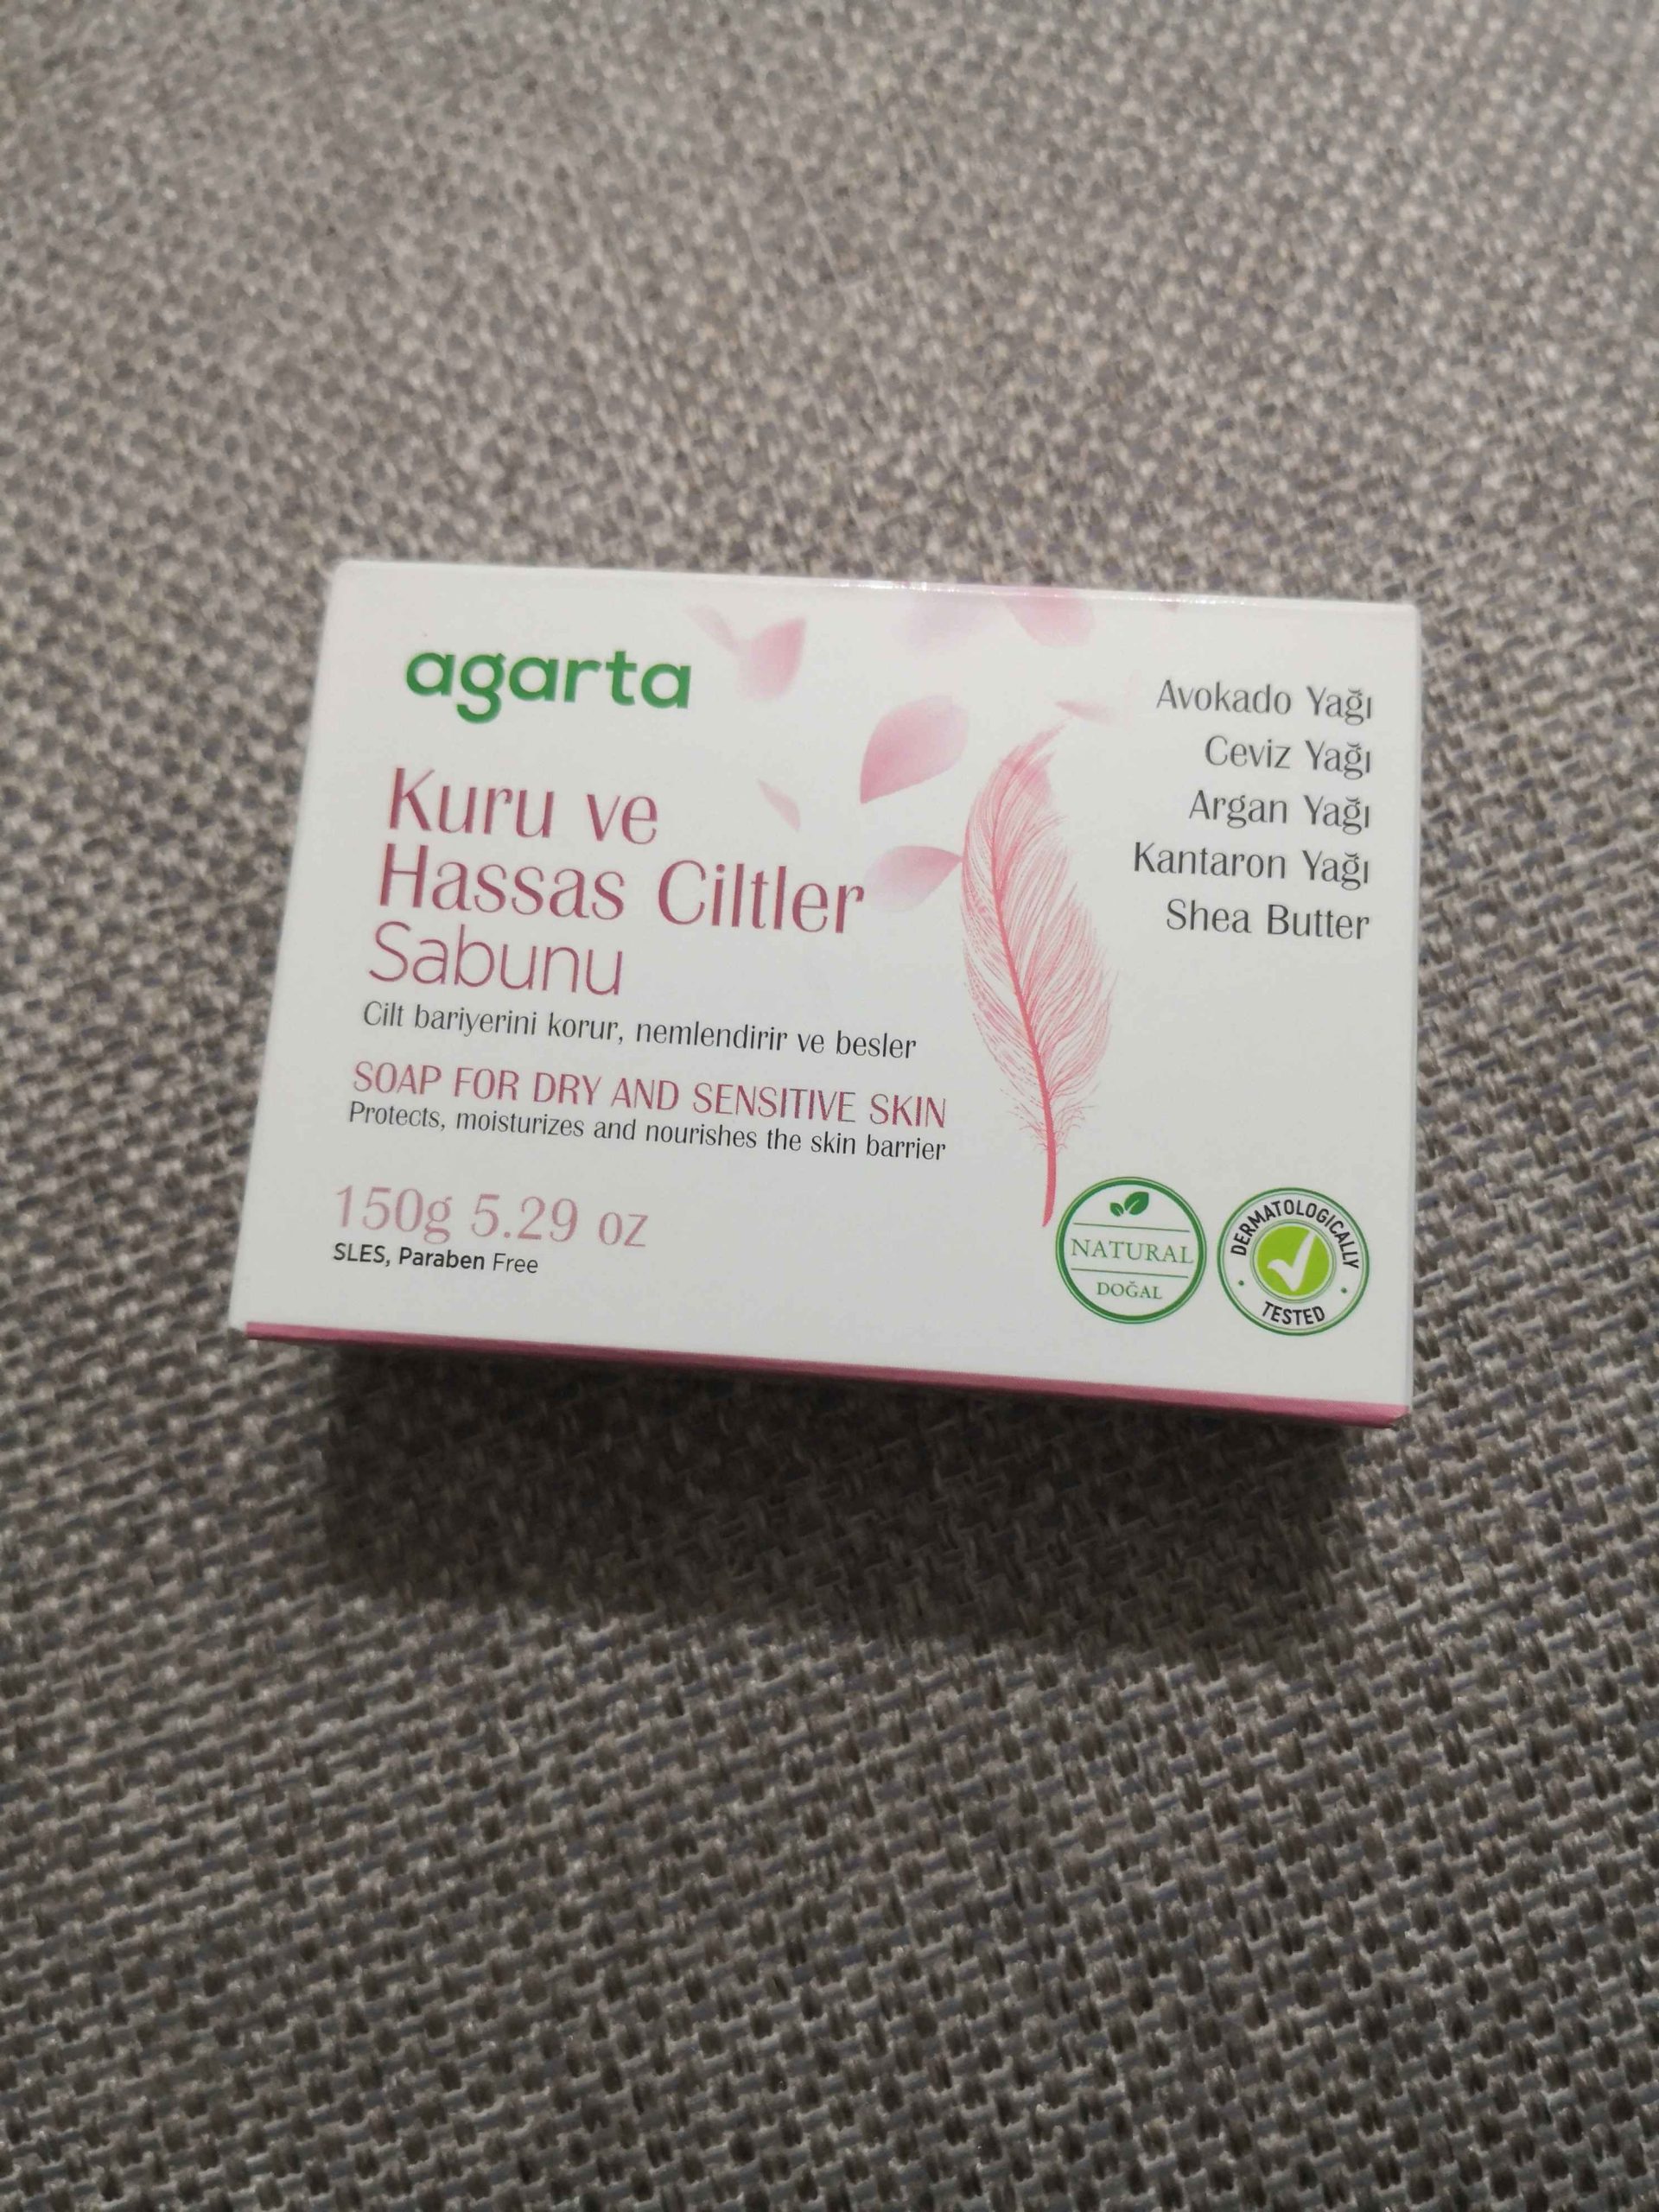 agarta
Kuru ve
Hassas Ciltler
Sabunu
Cilt bariyerini korur, nemlendirir ve besler
SOAP FOR DRY AND SENSITIVE SKIN
Protects, moisturizes and nourishes the skin barrier
150g 5.29 oz
SLES, Paraben Free
Avokado Yağı
Ceviz Yağı
Argan Yağı
Kantaron Yağı
Shea Butter
NATURAL
DOĞAL
DERMATOLOGICALLY
TESTED